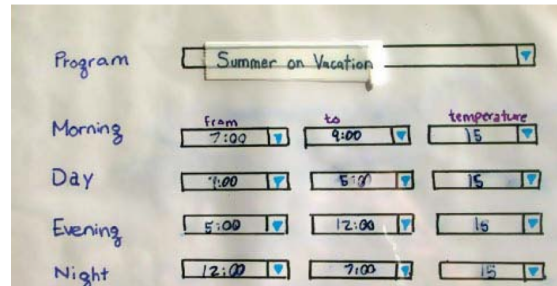 Program Summer on Vacation
from to temperature
Morning 7:00 9:00 15
Day 9:00 5:00 15
Evening 5:00 12:00 15
Night 12:00 7:00 15